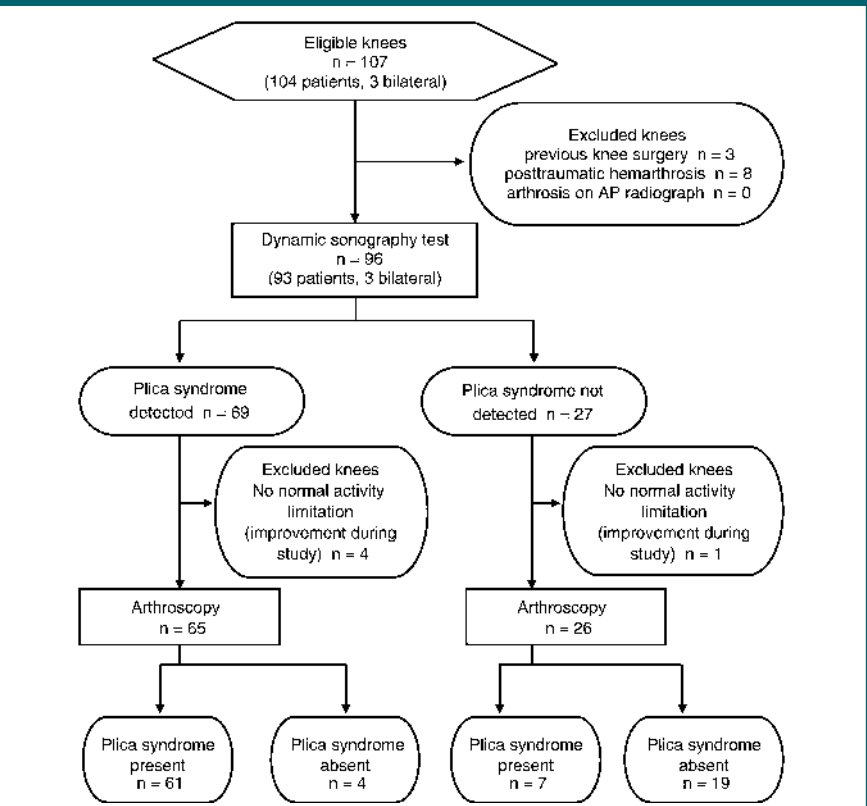 Eligible knees
n = 107
(104 patients, 3 bilateral)
Excluded knees
previous knee surgery n = 3
posttraumatic hemarthrosis n = 8
arthrosis on AP radiograph n = 0
Dynamic sonography test
n = 96
(93 patients, 3 bilateral)
Plica syndrome
detected n = 69
Plica syndrome not
detected n = 27
Excluded knees
No normal activity
limitation
(improvement during
study) n = 4
Excluded knees
No normal activity
limitation
(improvement during
study) n = 1
Arthroscopy
n = 65
Arthroscopy
n = 26
Plica syndrome
present
n = 61
Plica syndrome
absent
n = 4
Plica syndrome
present
n = 7
Plica syndrome
absent
n = 19